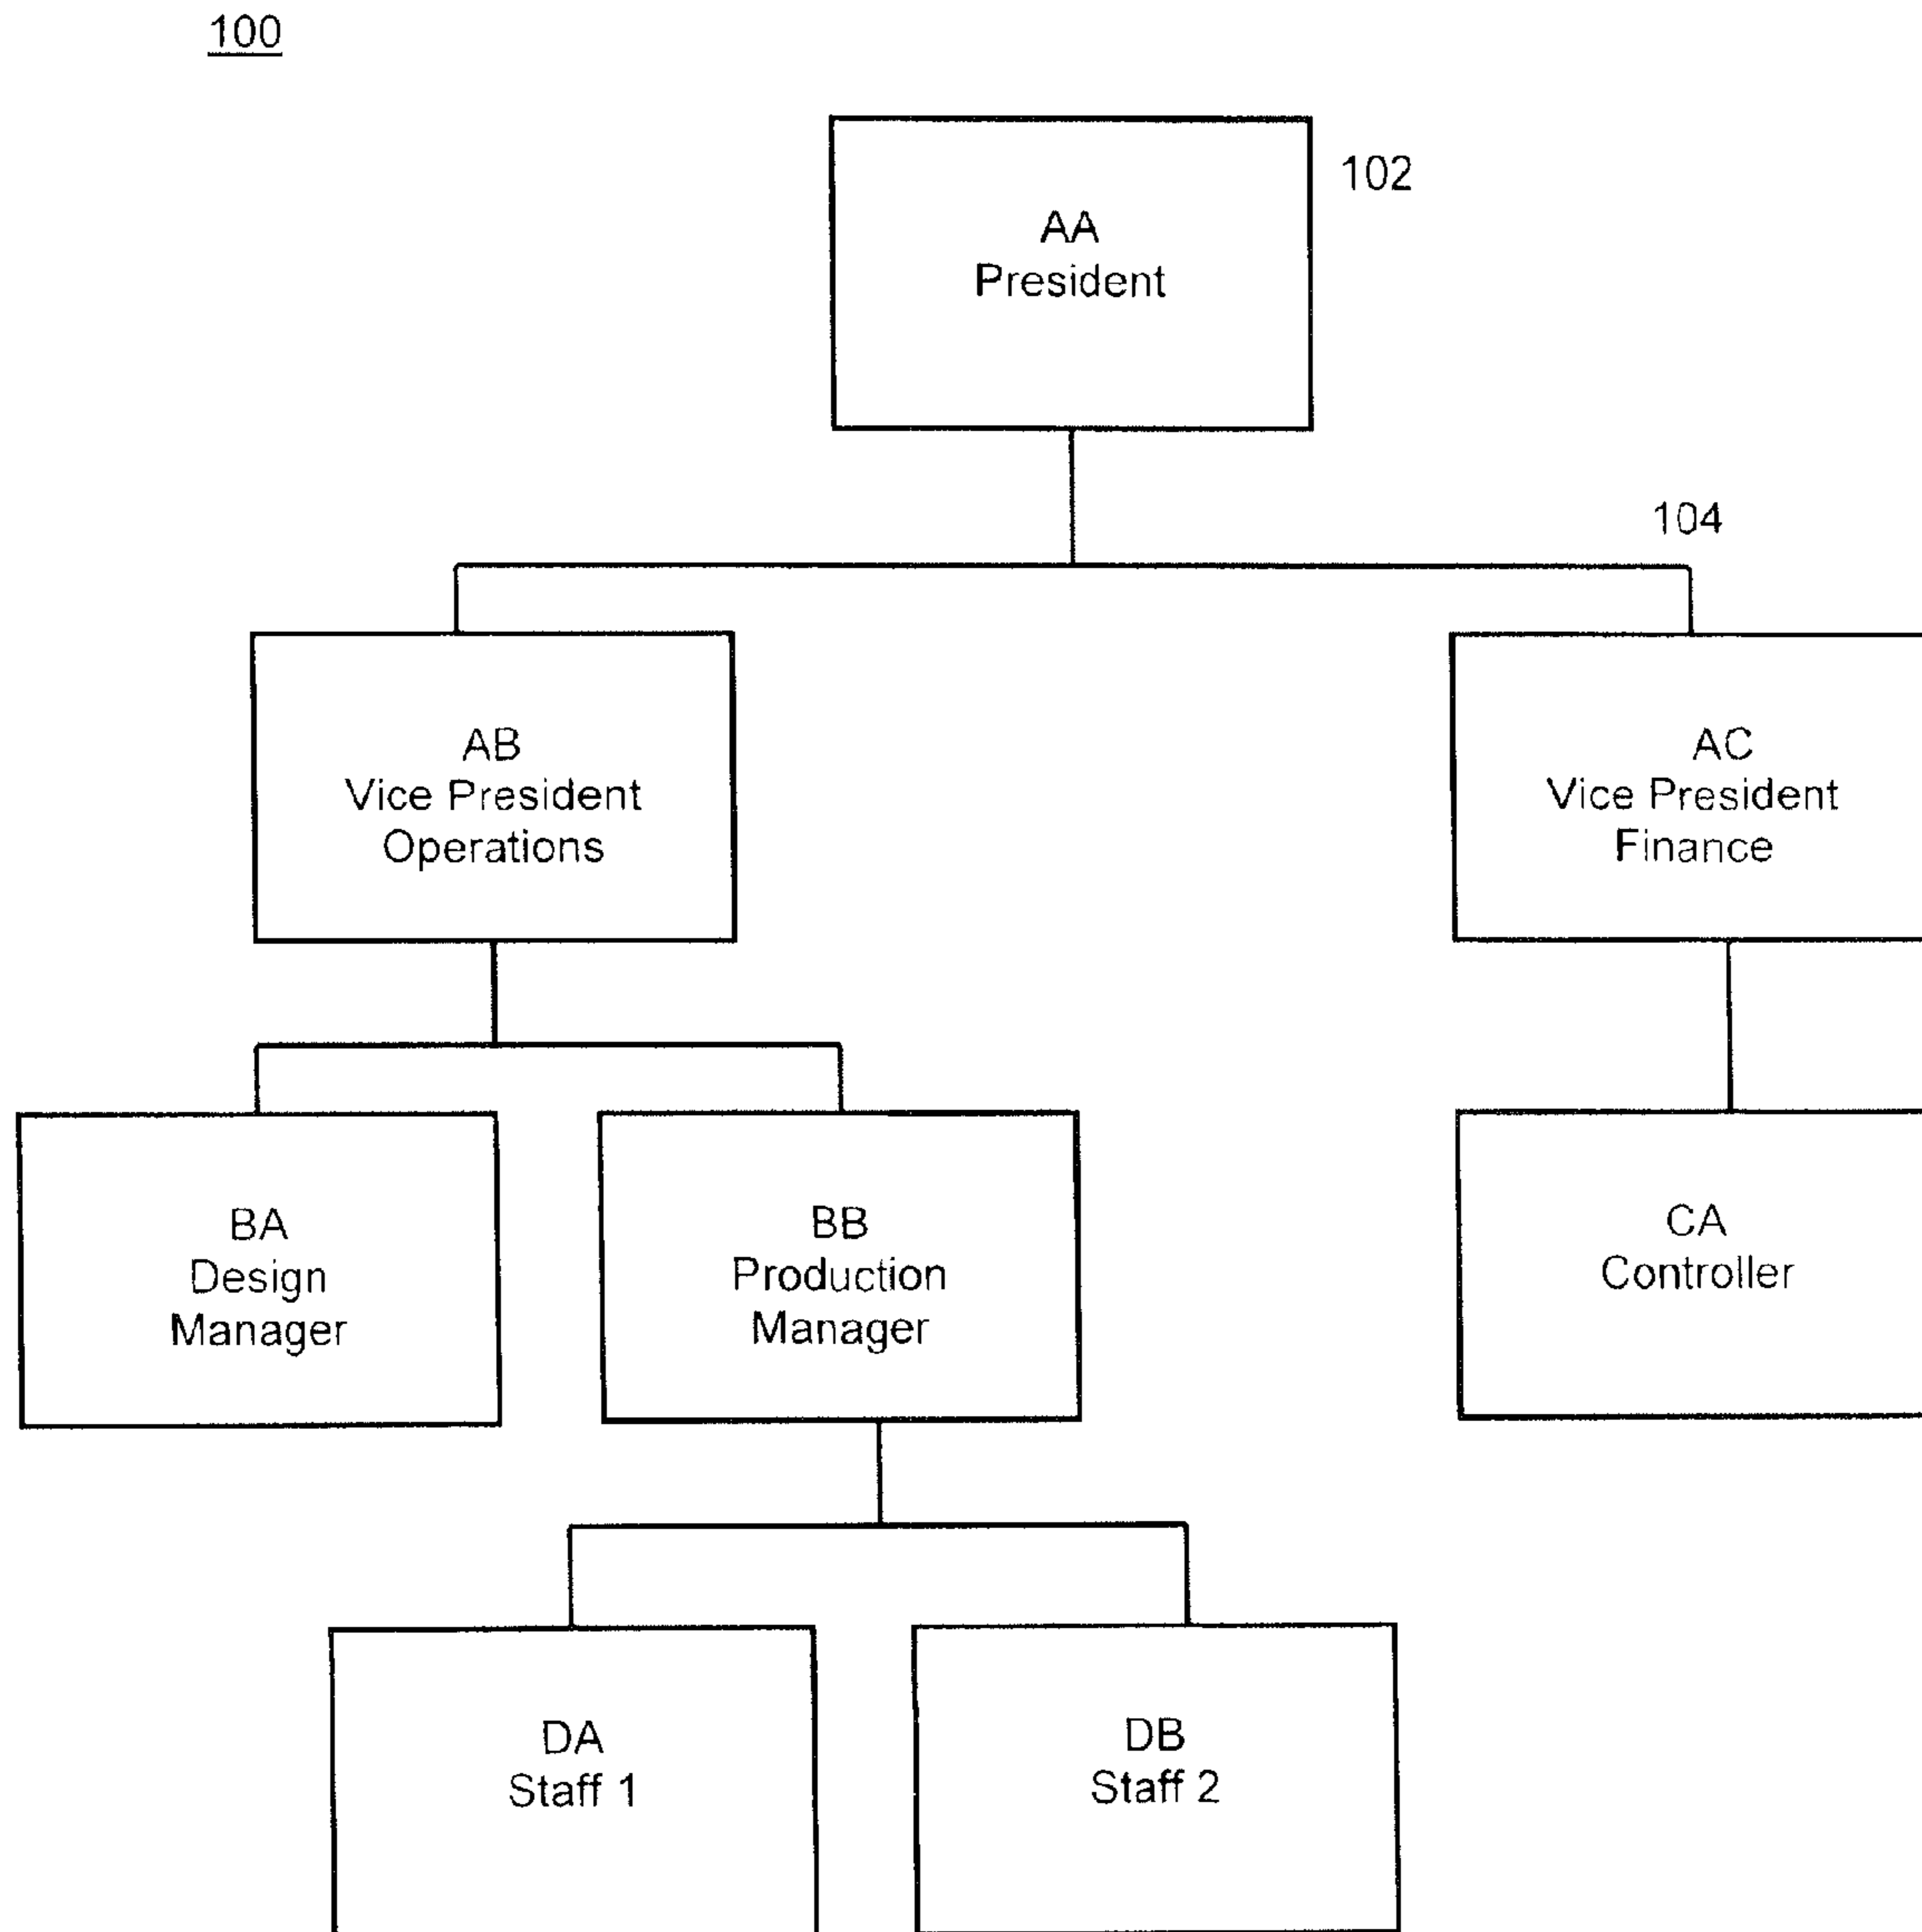 100
AA
President
102
104
AB
Vice President
Operations
AC
Vice President
Finance
BA
Design
Manager
BB
Production
Manager
CA
Controller
DA
Staff 1
DB
Staff 2